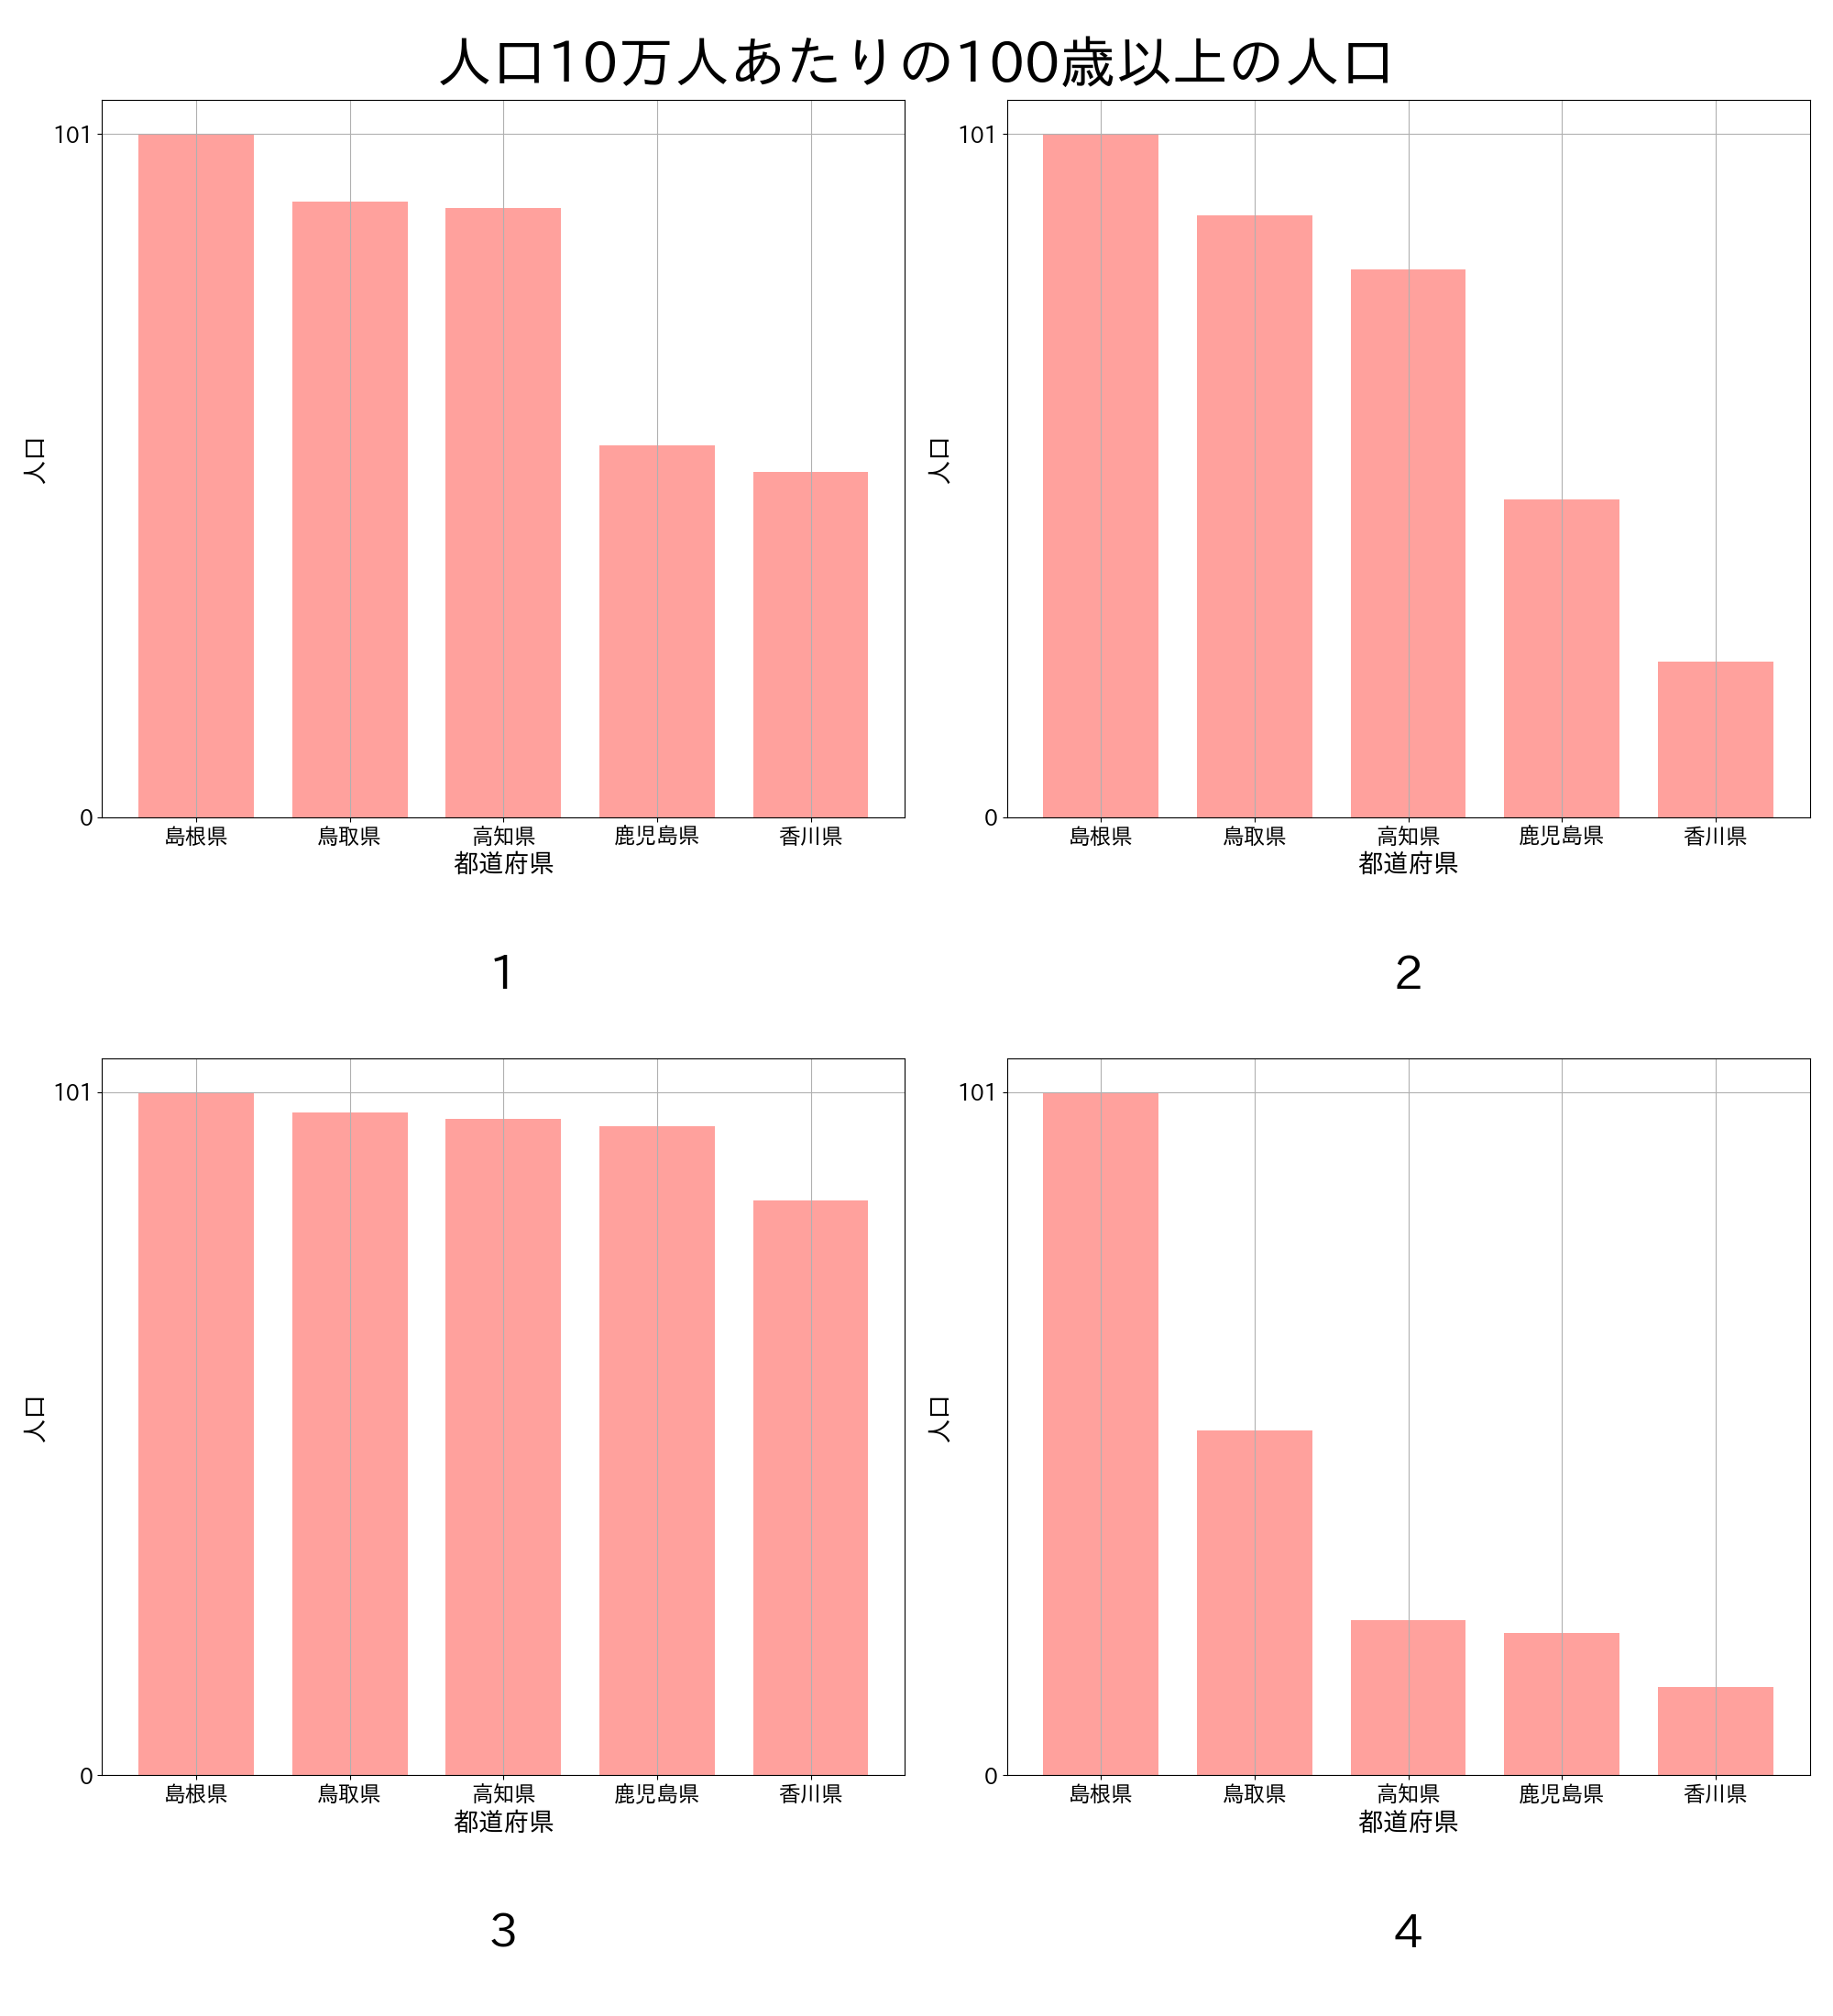 人口10万人あたりの100歳以上の人口
人口
101
0
島根県 鳥取県 高知県 鹿児島県 香川県
都道府県
1
人口
101
0
島根県 鳥取県 高知県 鹿児島県 香川県
都道府県
2
人口
101
0
島根県 鳥取県 高知県 鹿児島県 香川県
都道府県
3
人口
101
0
島根県 鳥取県 高知県 鹿児島県 香川県
都道府県
4